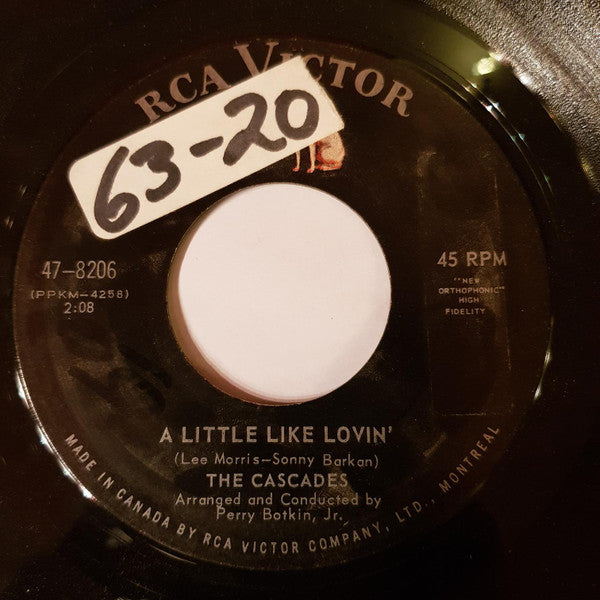 RCA VICTOR
63-20
47-8206
(PPKM-4258)
2:08
45 RPM
"NEW
ORTHOPHONIC"
HIGH
FIDELITY
A LITTLE LIKE LOVIN'
(Lee Morris-Sonny Barkan)
THE CASCADES
Arranged and Conducted by
Perry Botkin, Jr.
MADE IN CANADA BY RCA VICTOR COMPANY, LTD., MONTREAL